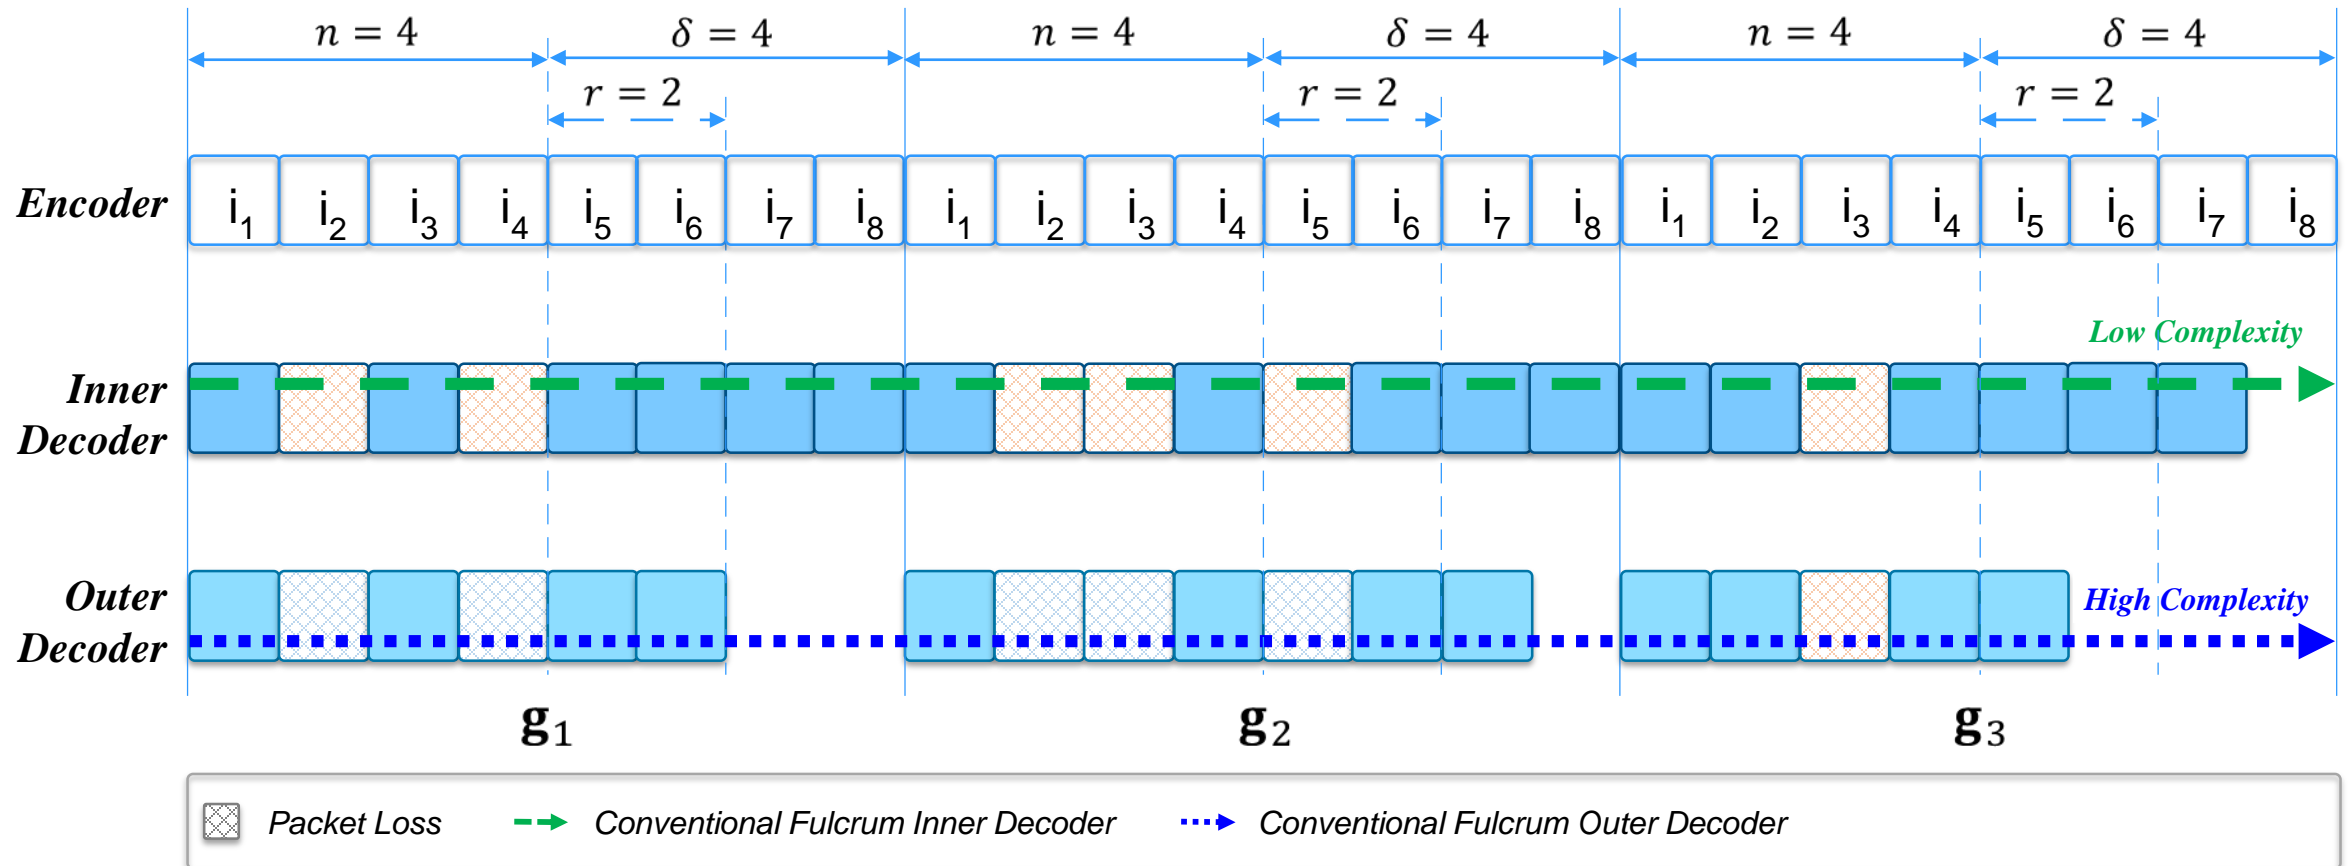 n = 4 δ = 4 n = 4 δ = 4 n = 4 δ = 4
r = 2 r = 2 r = 2
Encoder i1 i2 i3 i4 i5 i6 i7 i8 i1 i2 i3 i4 i5 i6 i7 i8 i1 i2 i3 i4 i5 i6 i7 i8
Low Complexity
Inner
Decoder
Outer
Decoder
High Complexity
g1 g2 g3
Packet Loss Conventional Fulcrum Inner Decoder Conventional Fulcrum Outer Decoder